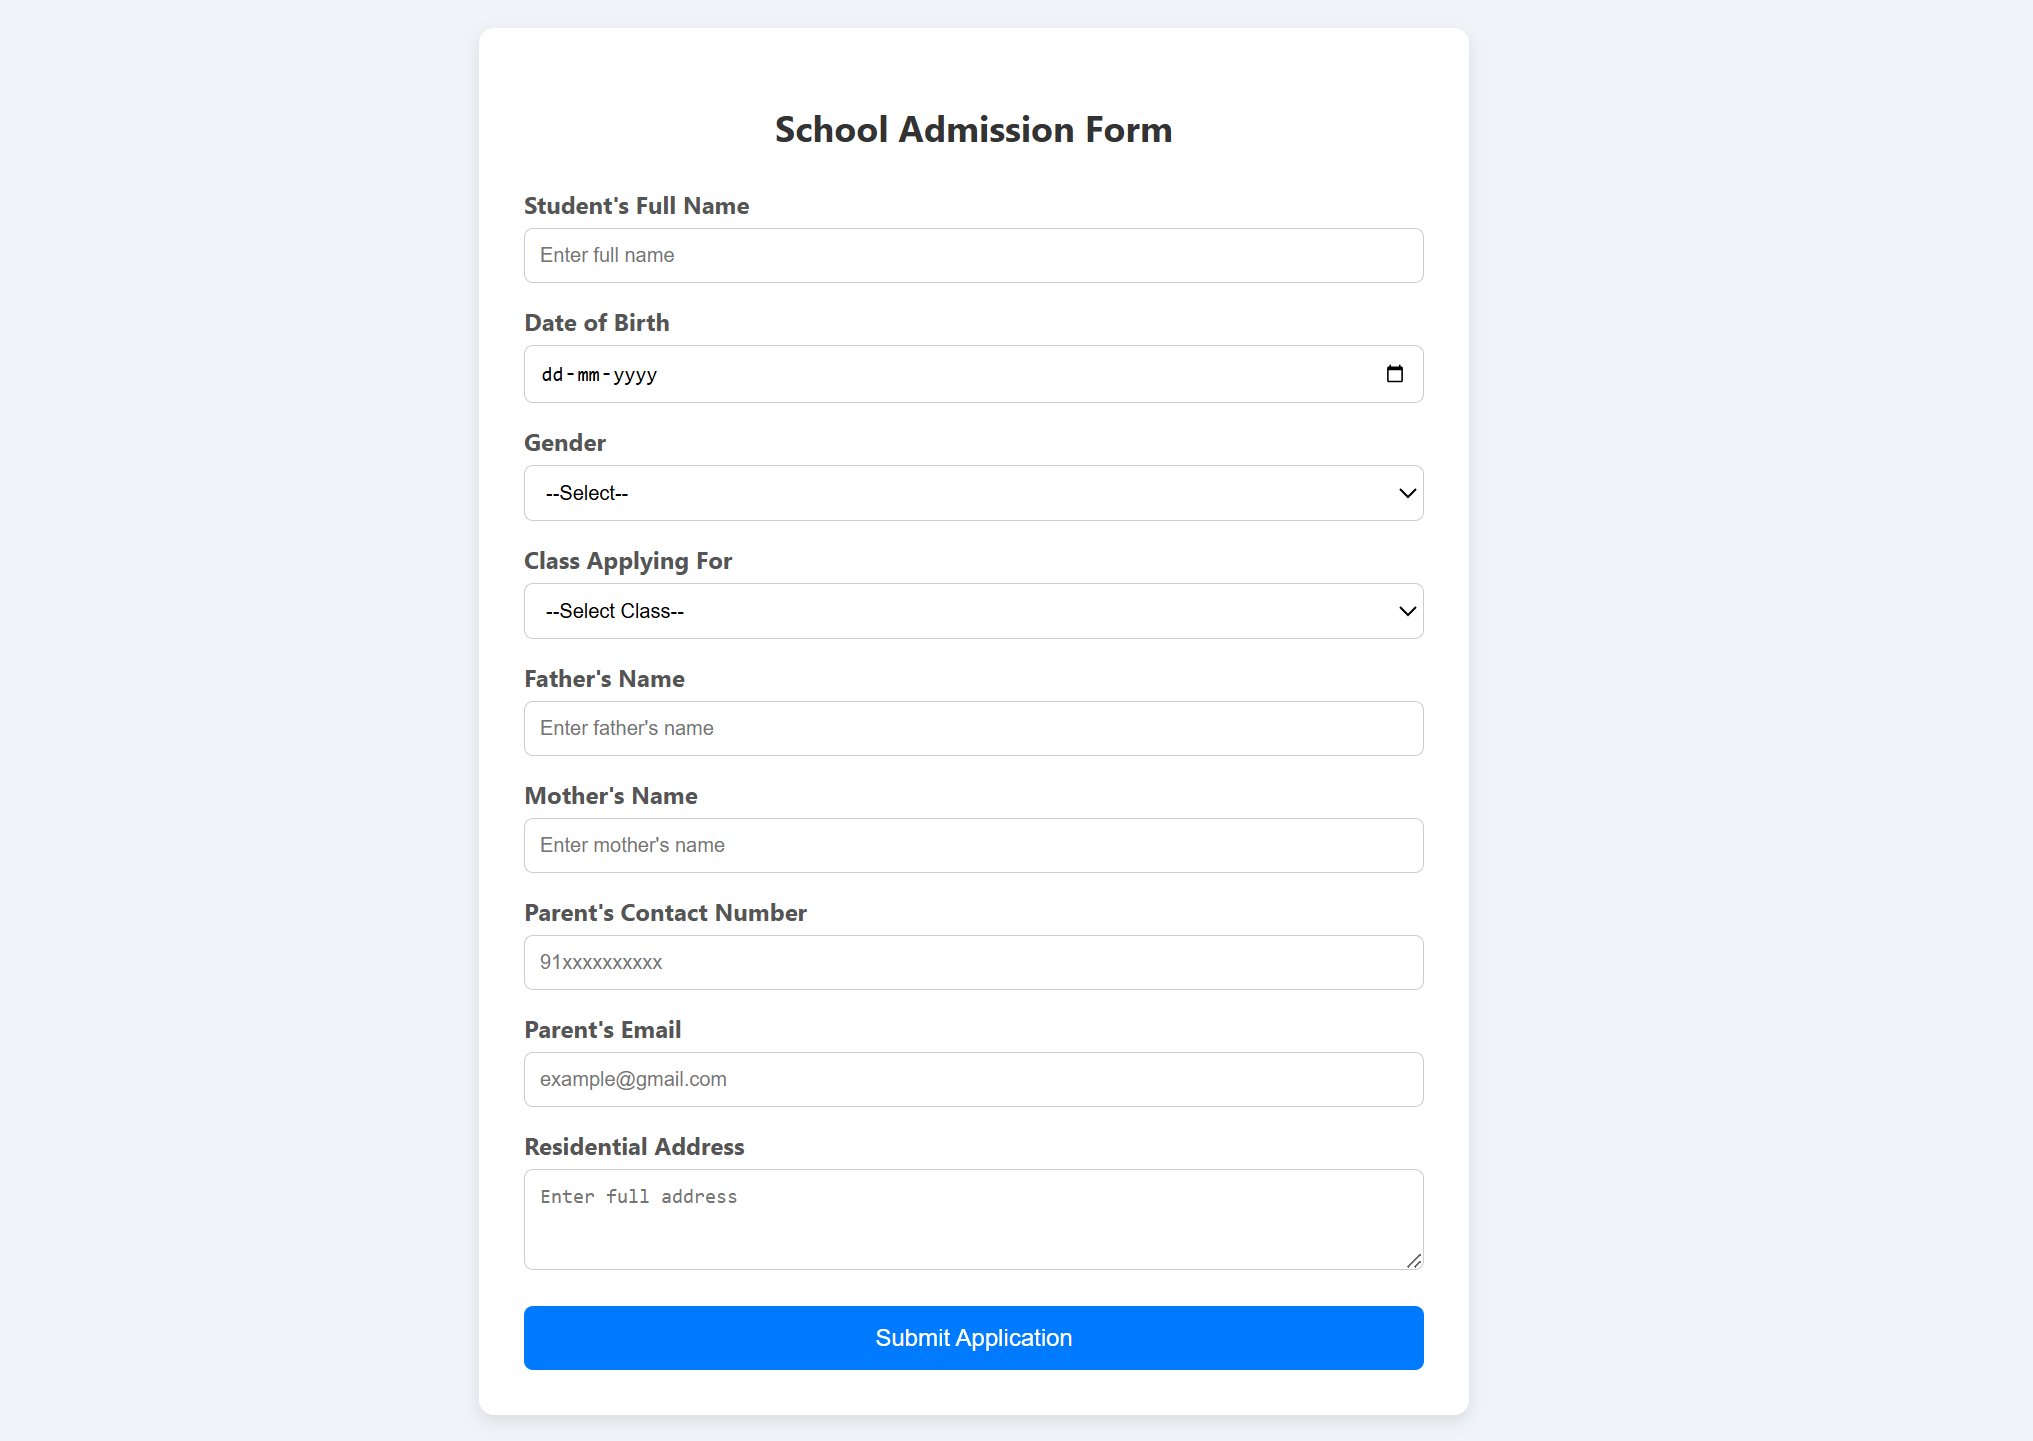 School Admission Form
Student's Full Name
Enter full name
Date of Birth
dd-mm-yyyy
Gender
--Select--
Class Applying For
--Select Class--
Father's Name
Enter father's name
Mother's Name
Enter mother's name
Parent's Contact Number
91xxxxxxxxxx
Parent's Email
example@gmail.com
Residential Address
Enter full address
Submit Application